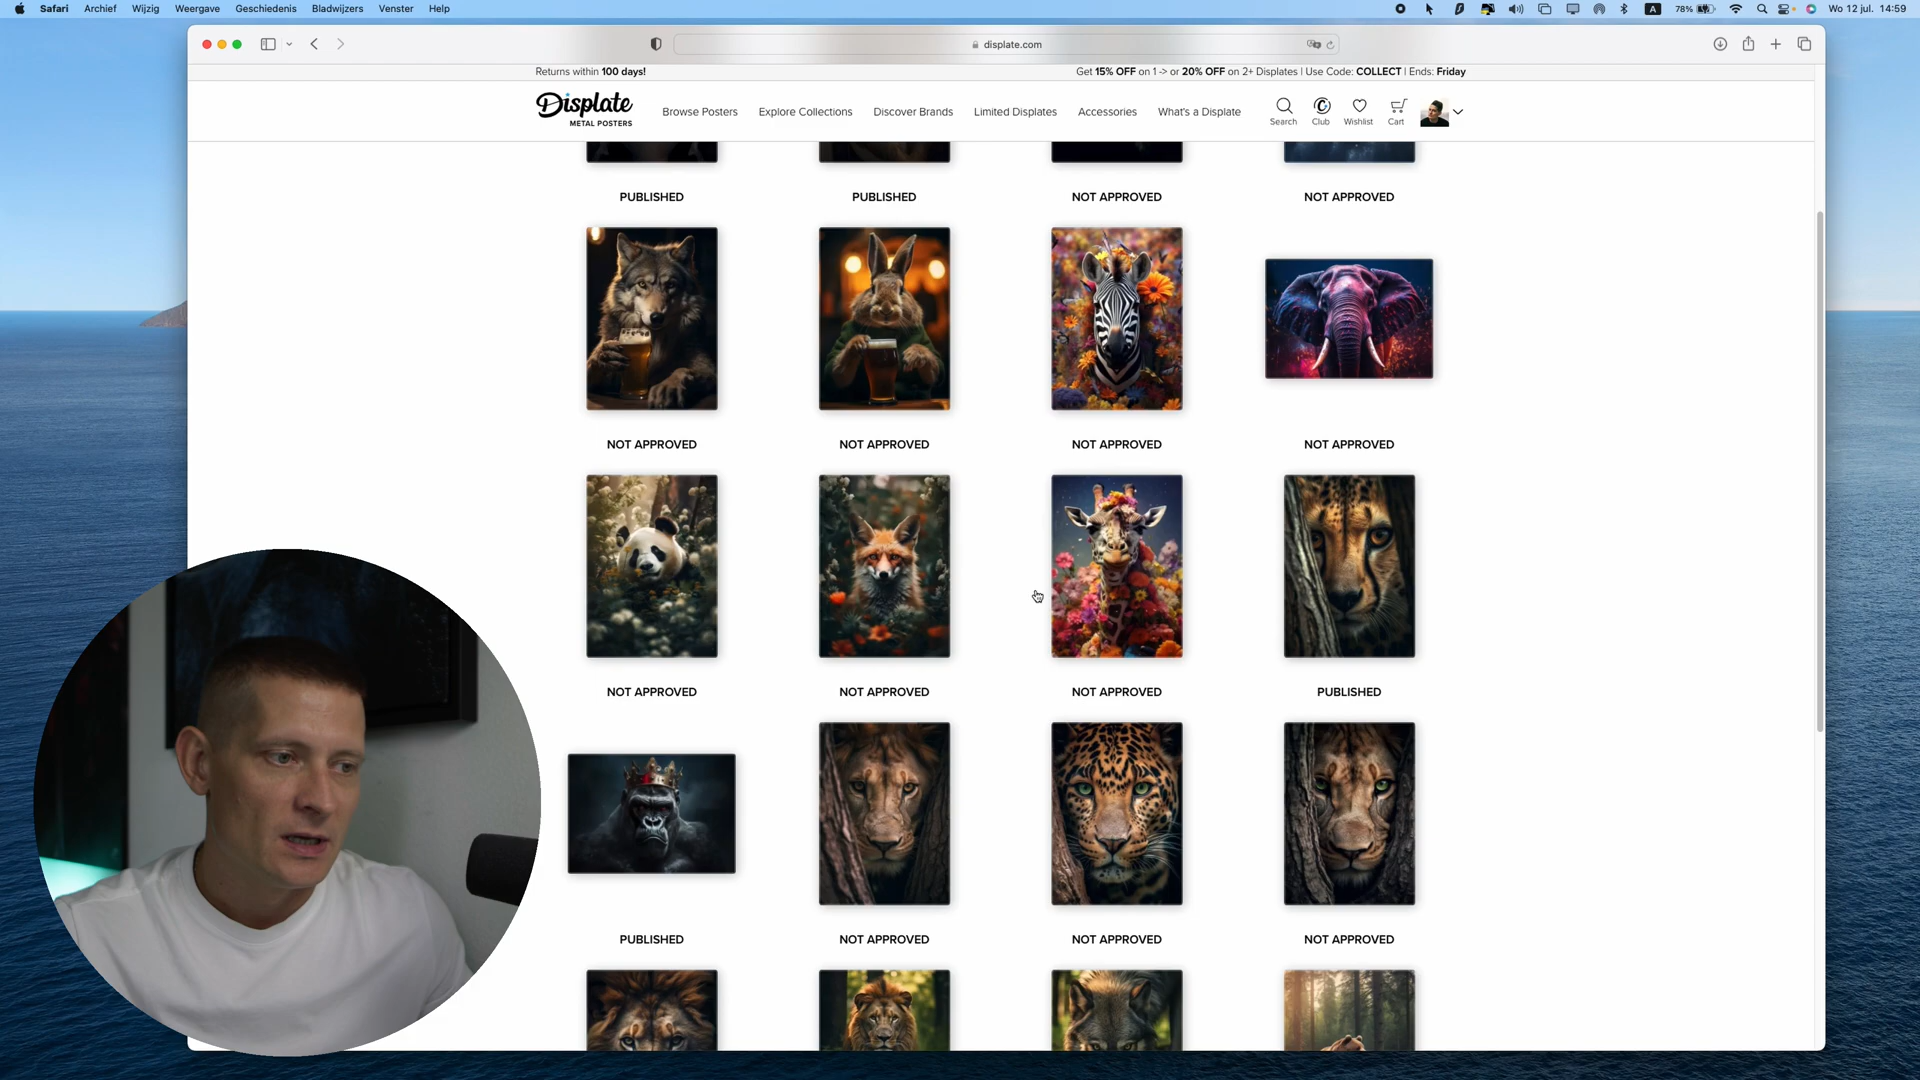 Safari Archief Wijzig Weergave Geschiedenis Bladwijzers Venster Help A 78% Wo 12 jul. 14:59
displate.com
Returns within 100 days! Get 15% OFF on 1 -> or 20% OFF on 2+ Displates | Use Code: COLLECT | Ends: Friday
Displate
METAL POSTERS
Browse Posters Explore Collections Discover Brands Limited Displates Accessories What's a Displate
Search Club Wishlist Cart
PUBLISHED PUBLISHED NOT APPROVED NOT APPROVED
NOT APPROVED NOT APPROVED NOT APPROVED NOT APPROVED
NOT APPROVED NOT APPROVED NOT APPROVED PUBLISHED
PUBLISHED NOT APPROVED NOT APPROVED NOT APPROVED